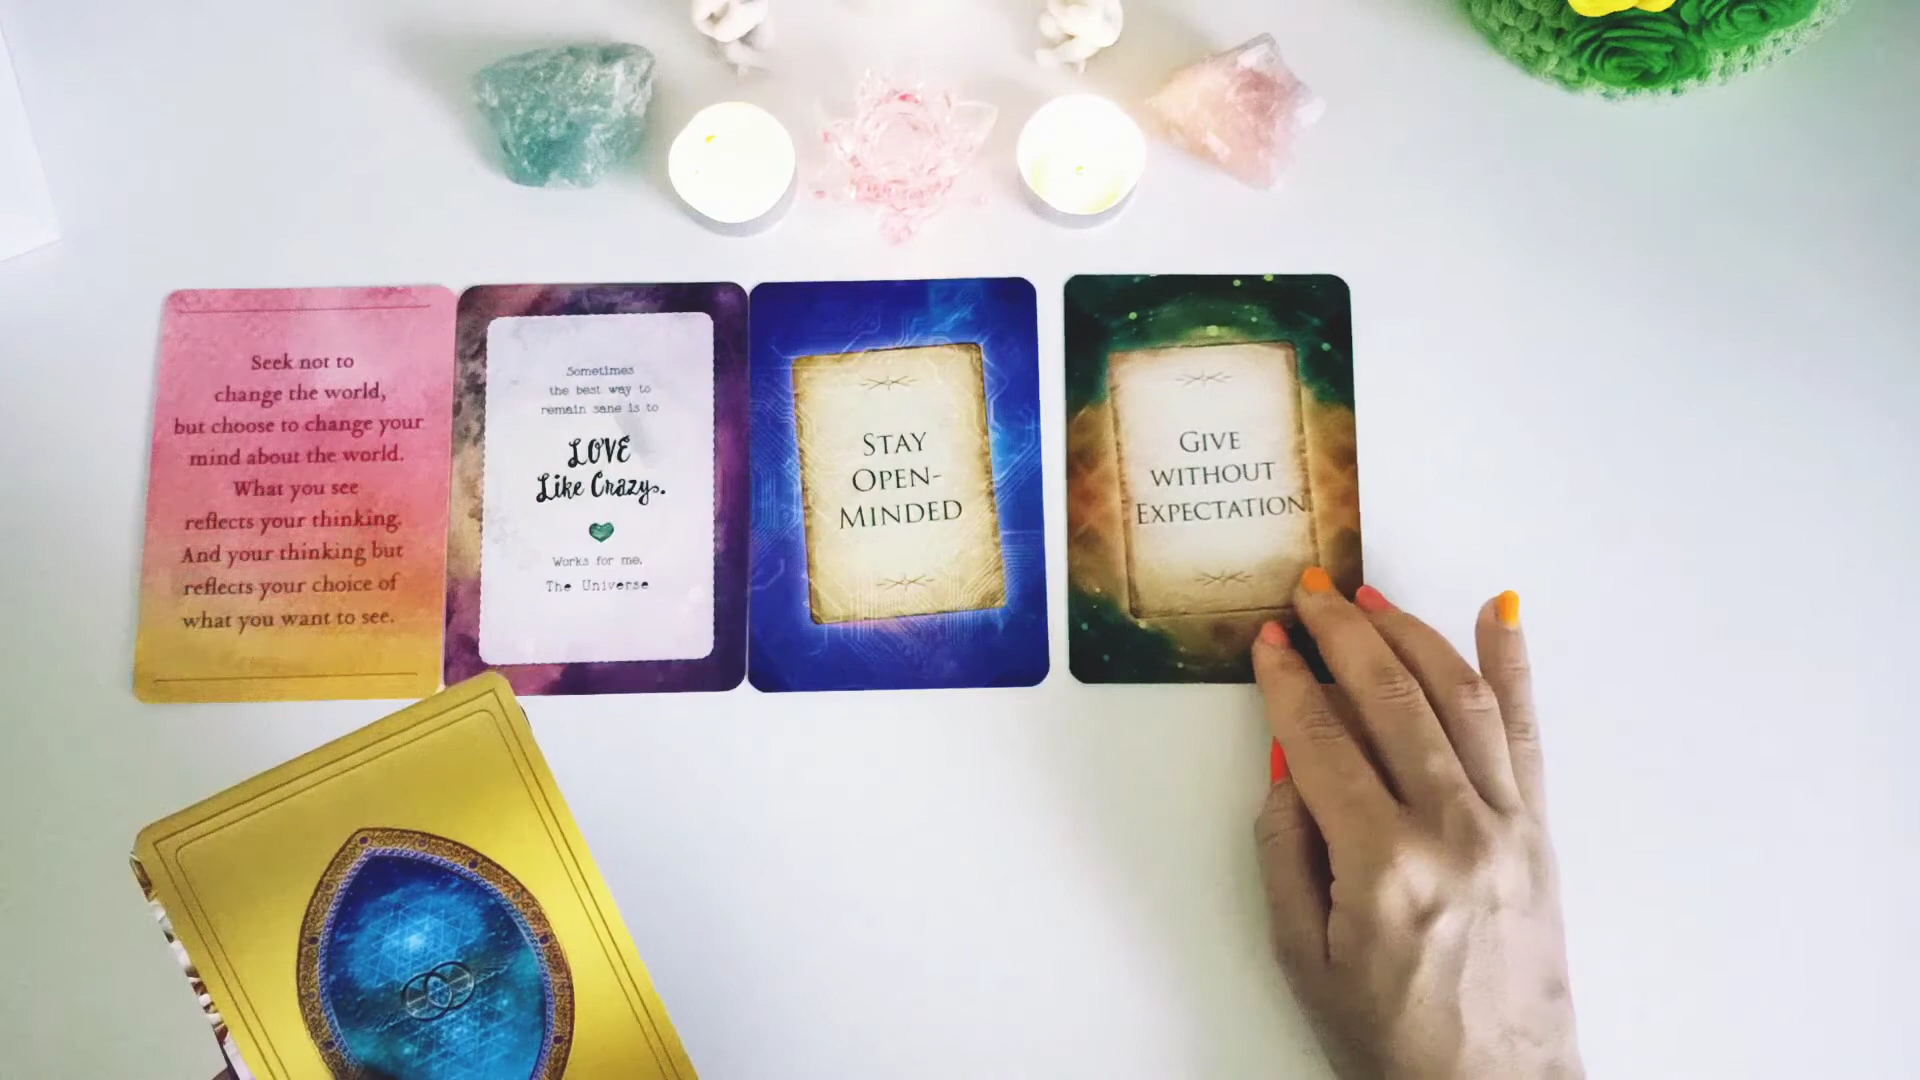 Seek not to
change the world,
but choose to change your
mind about the world.
What you see
reflects your thinking.
And your thinking but
reflects your choice of
what you want to see.
Sometimes
the best way to
remain sane is to
LOVE
Like Crazy.
Works for me,
The Universe
STAY
OPEN-
MINDED
GIVE
WITHOUT
EXPECTATION